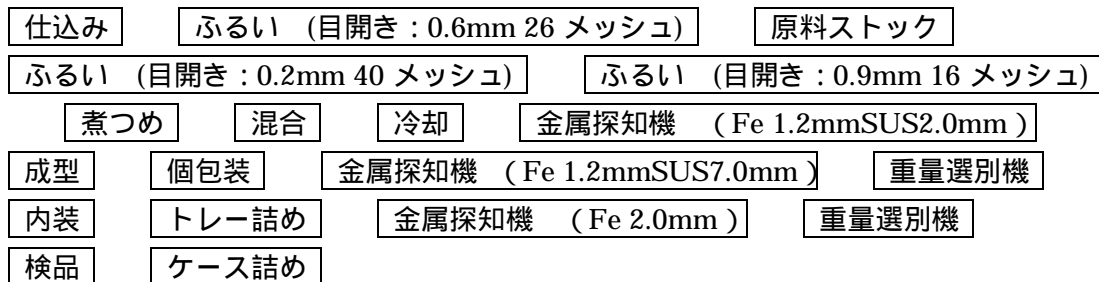 仕込み ふるい (目開き：0.6mm 26 メッシュ) 原料ストック
ふるい (目開き：0.2mm 40 メッシュ) ふるい (目開き：0.9mm 16 メッシュ)
煮つめ 混合 冷却 金属探知機 （Fe 1.2mmSUS2.0mm）
成型 個包装 金属探知機 （Fe 1.2mmSUS7.0mm） 重量選別機
内装 トレー詰め 金属探知機 （Fe 2.0mm） 重量選別機
検品 ケース詰め